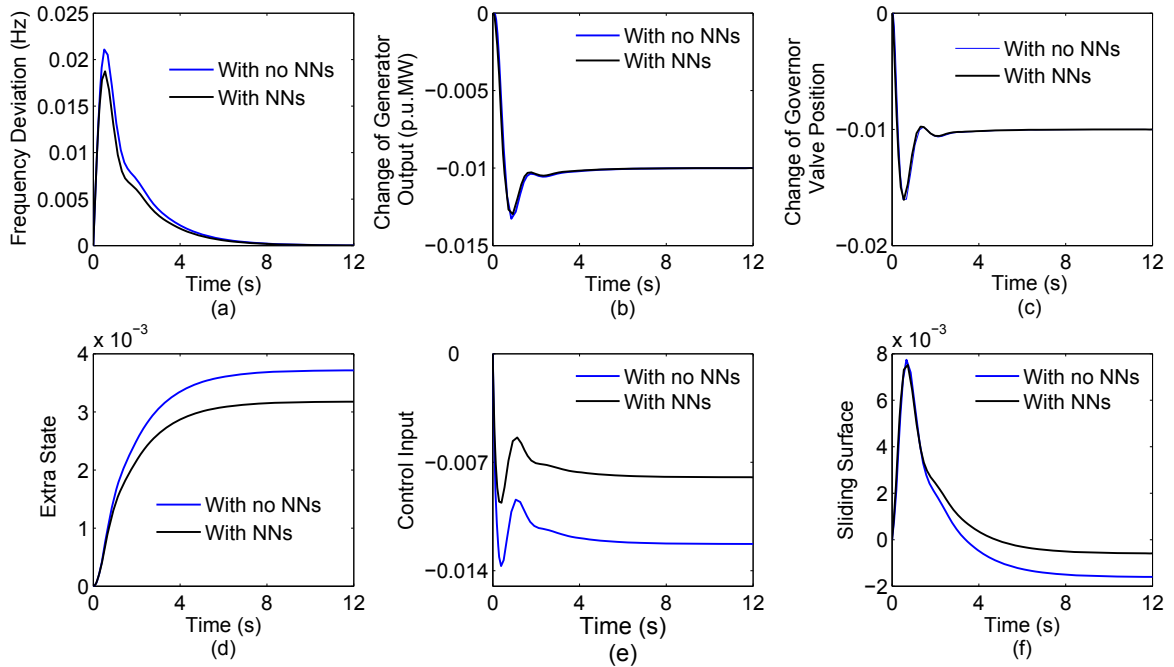 Frequency Deviation (Hz)
0.025
0.02
0.015
0.01
0.005
0
With no NNs
With NNs
0 4 8 12
Time (s)
(a)
Change of Generator
Output (p.u.MW)
0
−0.005
−0.01
−0.015
With no NNs
With NNs
0 4 8 12
Time (s)
(b)
Change of Governor
Valve Position
0
−0.01
−0.02
With no NNs
With NNs
0 4 8 12
Time (s)
(c)
x 10−3
Extra State
4
3
2
1
0
With no NNs
With NNs
0 4 8 12
Time (s)
(d)
Control Input
0
−0.007
−0.014
With no NNs
With NNs
0 4 8 12
Time (s)
(e)
x 10−3
Sliding Surface
8
6
4
2
0
−2
With no NNs
With NNs
0 4 8 12
Time (s)
(f)